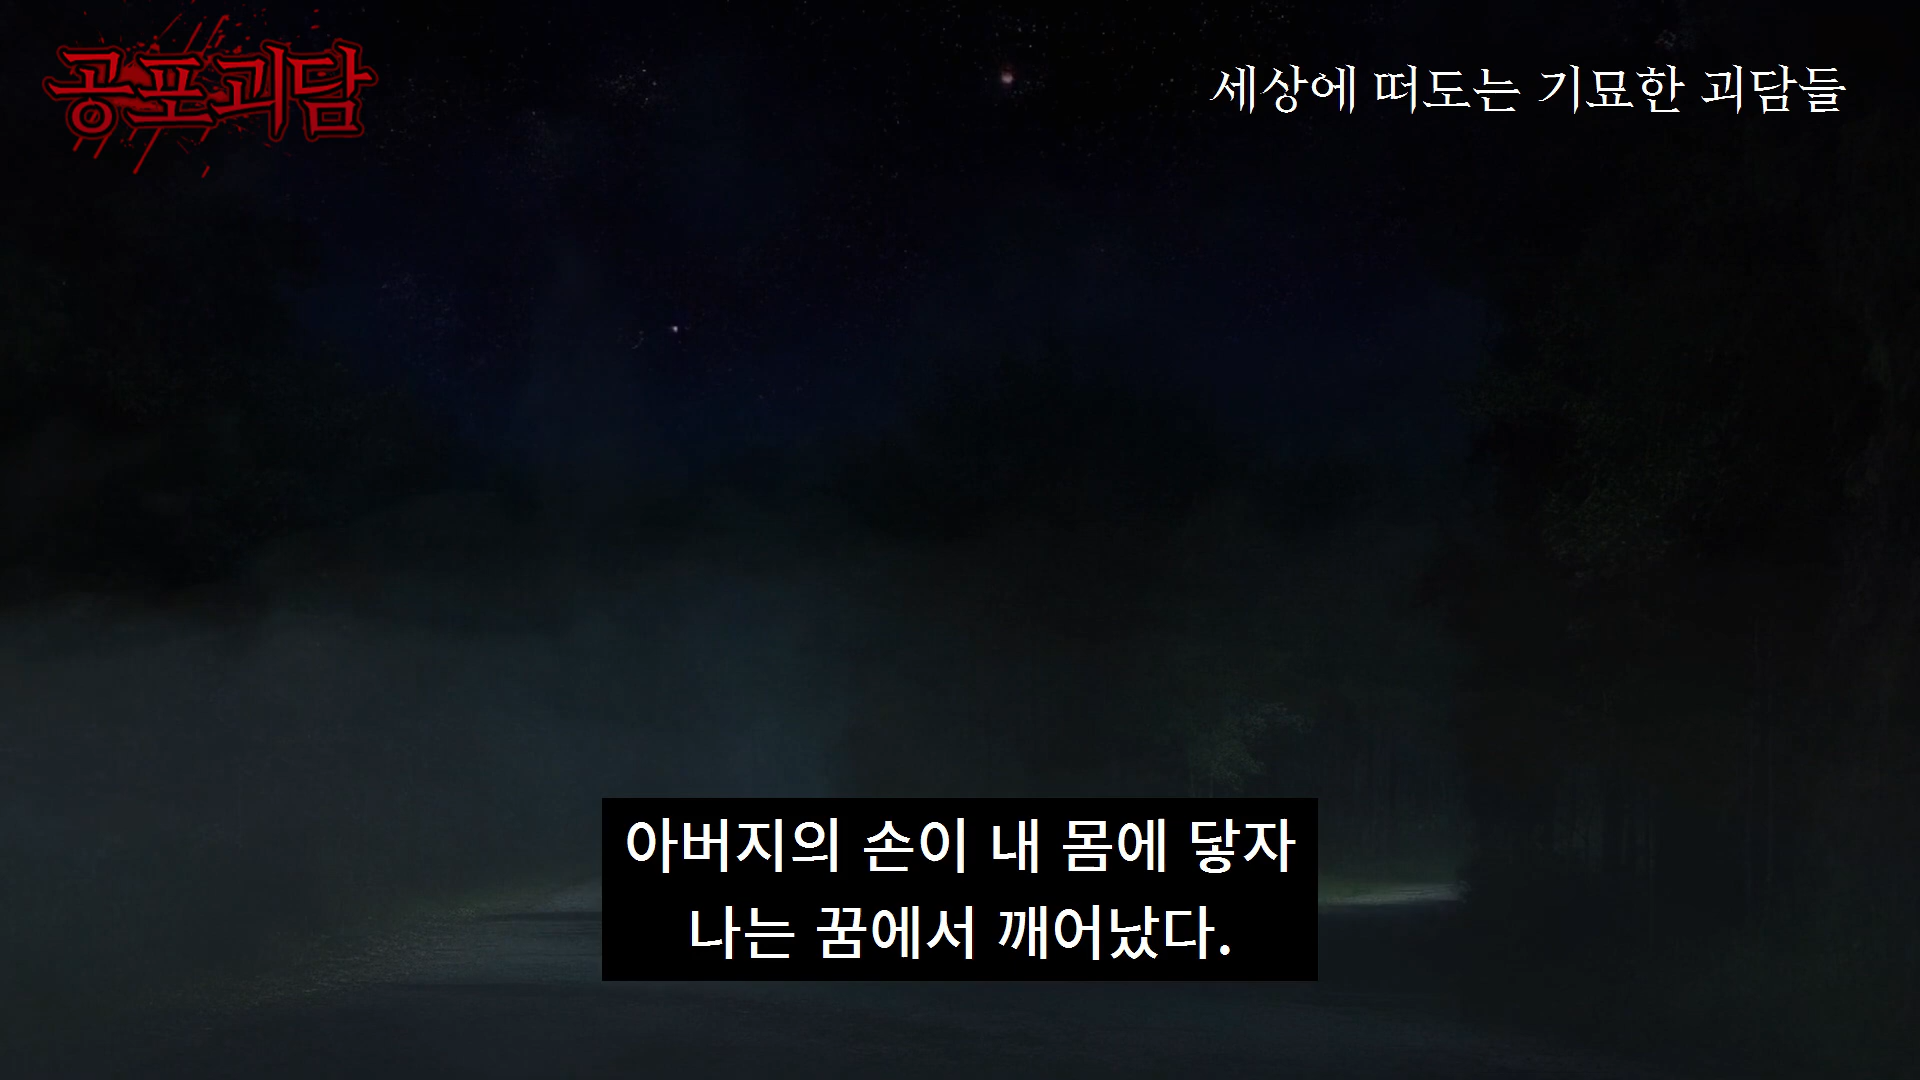 공포괴담
세상에 떠도는 기묘한 괴담들
아버지의 손이 내 몸에 닿자
나는 꿈에서 깨어났다.